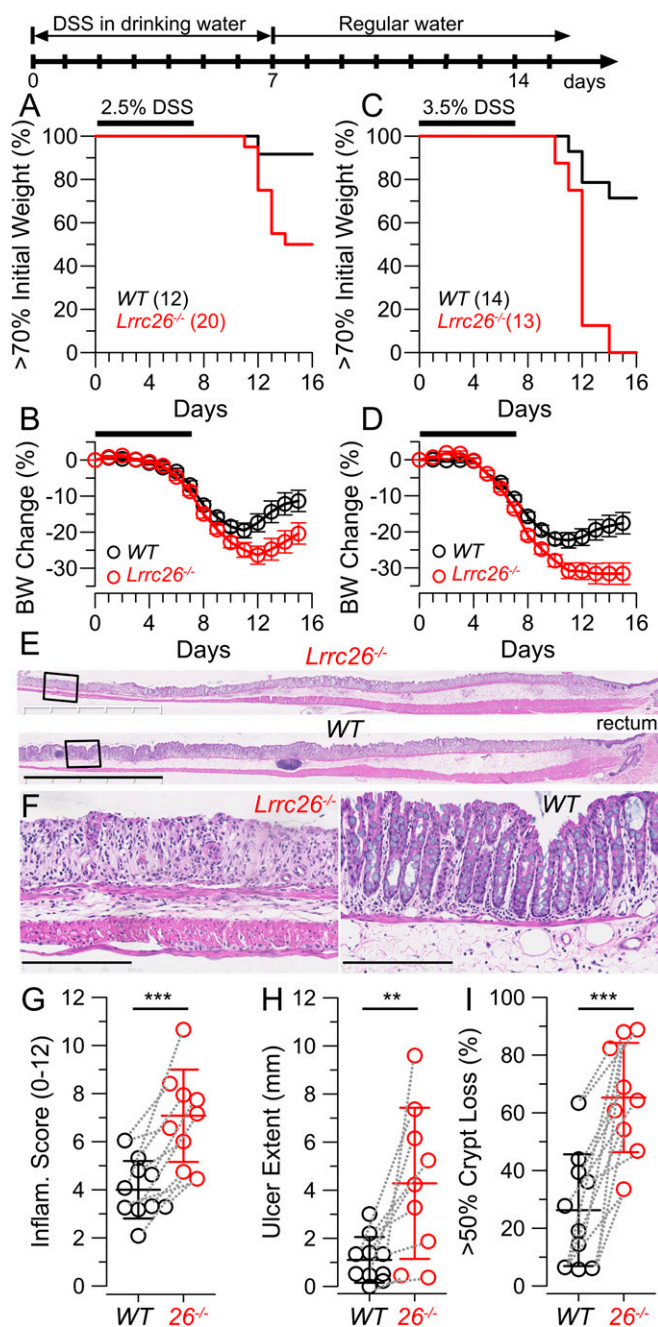 DSS in drinking water Regular water
0 7 14 days
A 2.5% DSS
>70% Initial Weight (%)
100
80
60
40
20
0
WT (12)
Lrrc26-/- (20)
0 4 8 12 16
Days
C 3.5% DSS
>70% Initial Weight (%)
100
80
60
40
20
0
WT (14)
Lrrc26-/-(13)
0 4 8 12 16
Days
B
BW Change (%)
0
-10
-20
-30
WT
Lrrc26-/-
0 4 8 12 16
Days
D
BW Change (%)
0
-10
-20
-30
WT
Lrrc26-/-
0 4 8 12 16
Days
E Lrrc26-/-
WT rectum
F Lrrc26-/- WT
G ***
Inflam. Score (0-12)
12
10
8
6
4
2
0
WT 26-/-
H **
Ulcer Extent (mm)
12
10
8
6
4
2
0
WT 26-/-
I ***
>50% Crypt Loss (%)
100
80
60
40
20
0
WT 26-/-